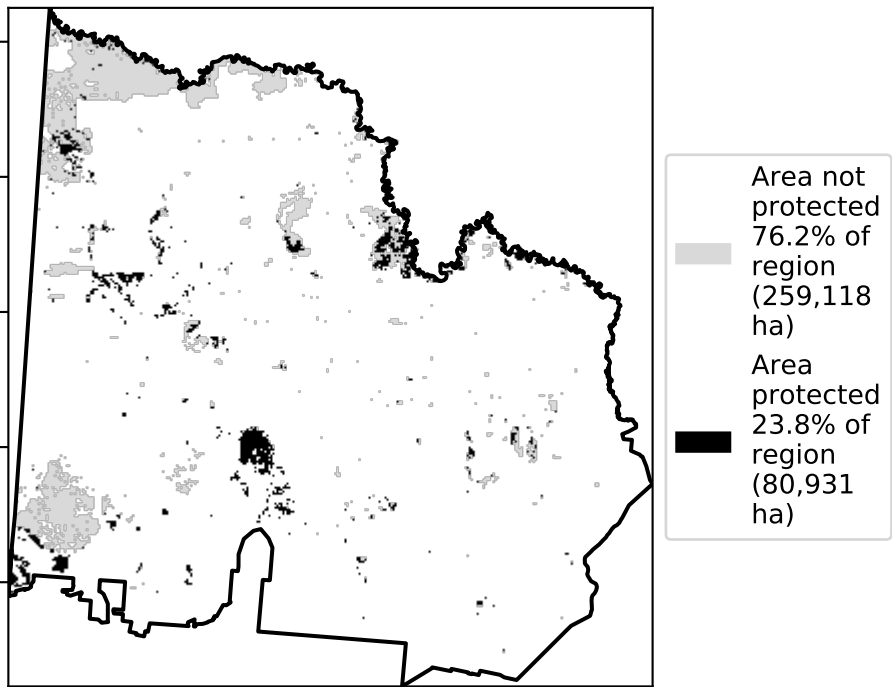 Area not
protected
76.2% of
region
(259,118
ha)
Area
protected
23.8% of
region
(80,931
ha)